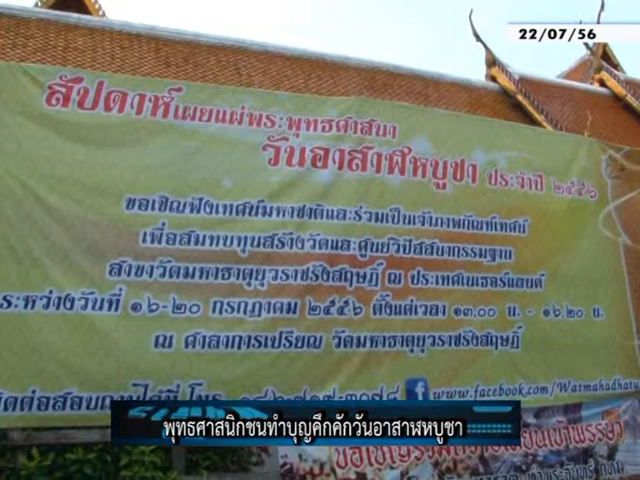 22/07/56
สัปดาห์เผยแผ่พระพุทธศาสนา
วันอาสาฬหบูชา ประจำปี ๒๕๕๖
ขอเชิญฟังเทศน์มหาชาติและร่วมเป็นเจ้าภาพกัณฑ์เทศน์
เพื่อสมทบทุนสร้างวัดและศูนย์วิปัสสนากรรมฐาน
สาขาวัดมหาธาตุยุวราชรังสฤษฎิ์ ณ ประเทศเนเธอร์แลนด์
ระหว่างวันที่ ๑๖-๒๐ กรกฎาคม ๒๕๕๖ ตั้งแต่เวลา ๑๓.๐๐ น. - ๑๖.๒๐ น.
ณ ศาลาการเปรียญ วัดมหาธาตุยุวราชรังสฤษฎิ์
www.facebook.com/Watmahadhatu
พุทธศาสนิกชนทำบุญคึกคักวันอาสาฬหบูชา